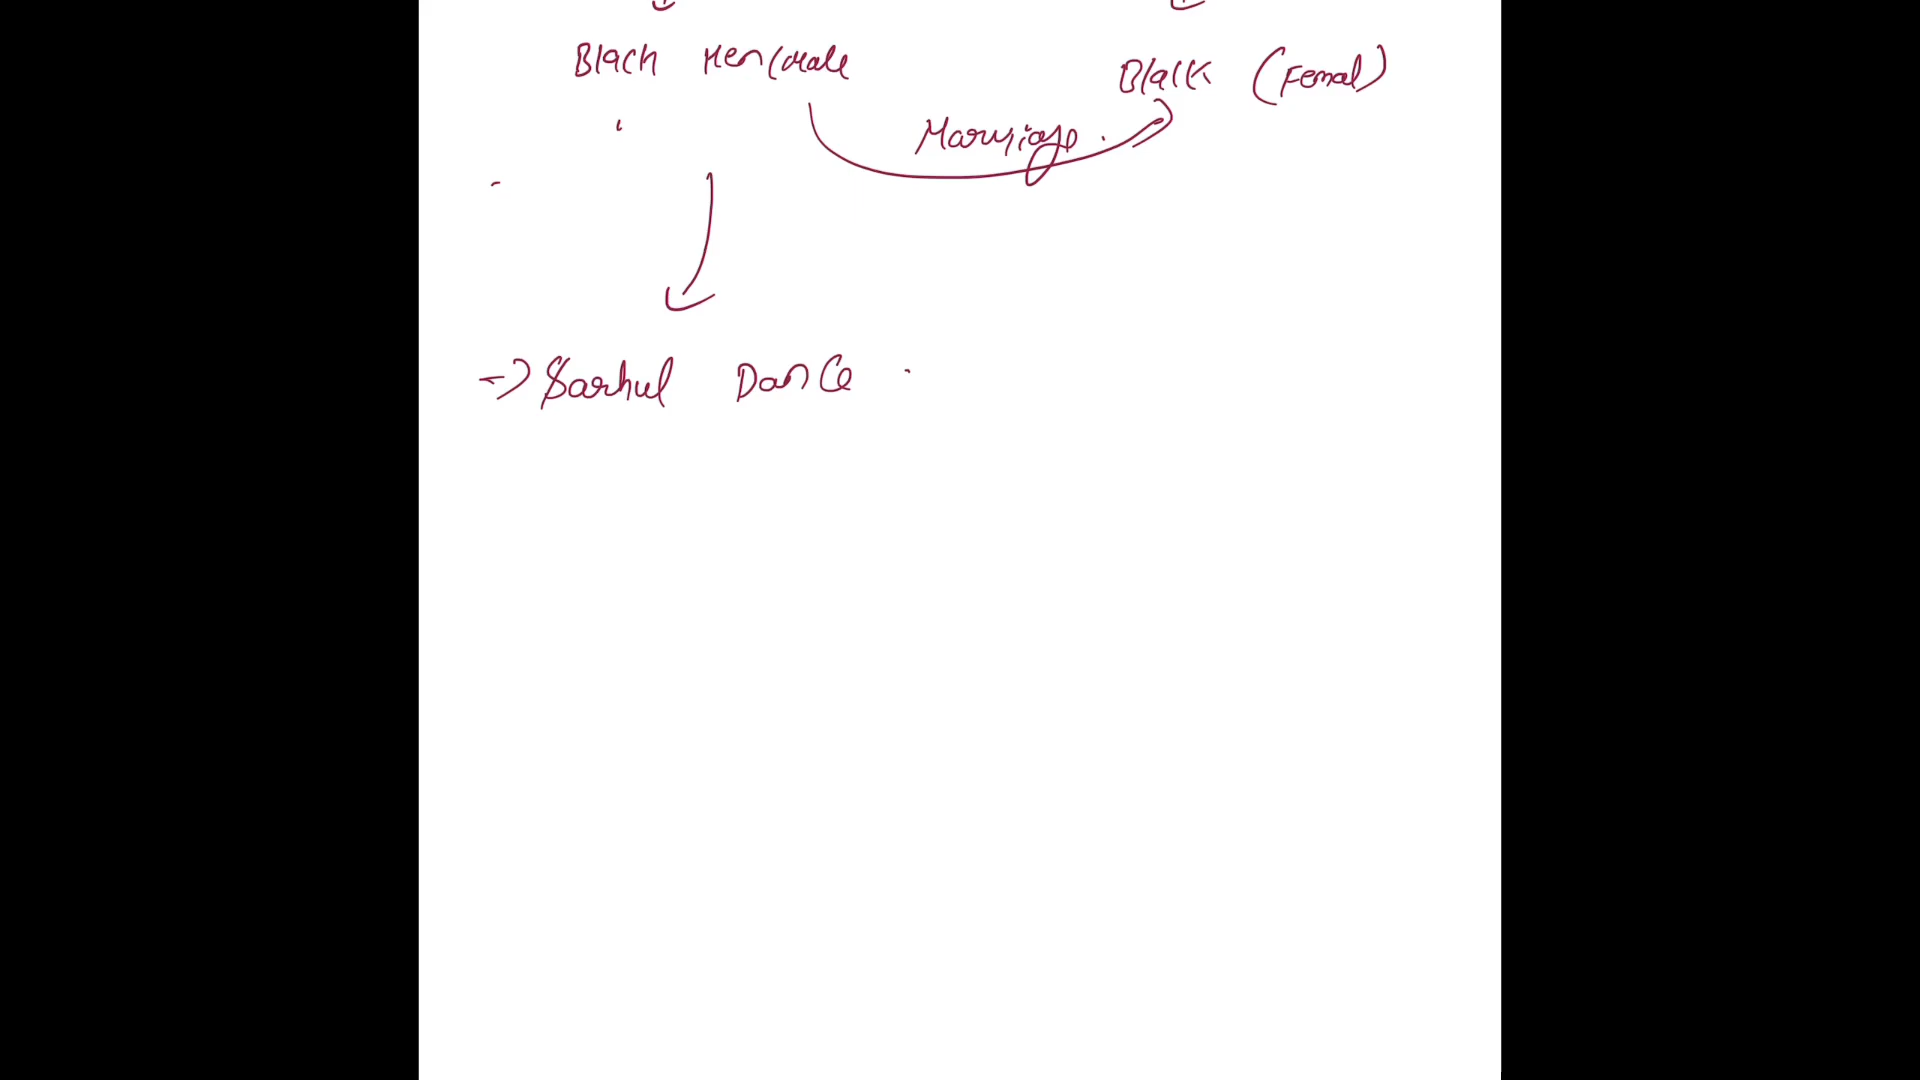 Black Men (Male
Black (Femal)
Marriage.
→ Sarhul Dance